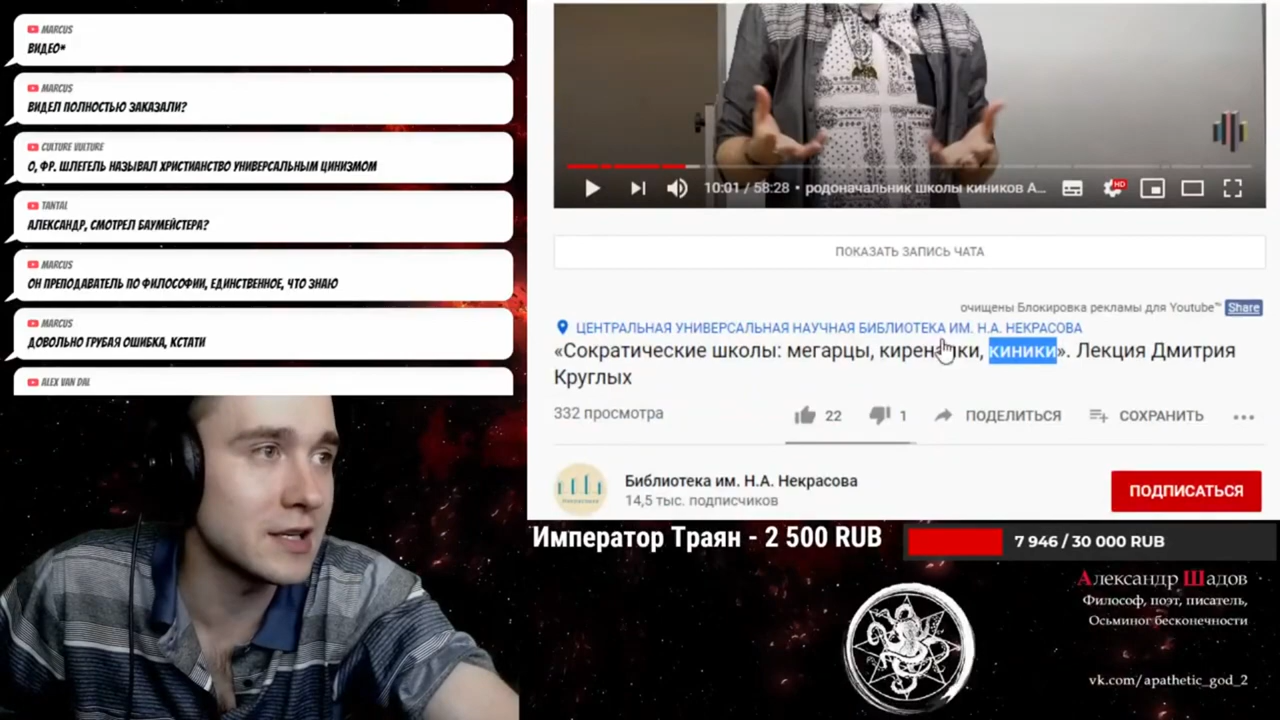 MARCUS
ВИДЕО*
MARCUS
ВИДЕЛ ПОЛНОСТЬЮ ЗАКАЗАЛИ?
CULTURE VULTURE
О, ФР. ШЛЕГЕЛЬ НАЗЫВАЛ ХРИСТИАНСТВО УНИВЕРСАЛЬНЫМ ЦИНИЗМОМ
TANTAL
АЛЕКСАНДР, СМОТРЕЛ БАУМЕЙСТЕРА?
MARCUS
ОН ПРЕПОДАВАТЕЛЬ ПО ФИЛОСОФИИ, ЕДИНСТВЕННОЕ, ЧТО ЗНАЮ
MARCUS
ДОВОЛЬНО ГРУБАЯ ОШИБКА, КСТАТИ
ALEX VAN DAL
10:01 / 58:28 • родоначальник школы киников А...
HD
ПОКАЗАТЬ ЗАПИСЬ ЧАТА
очищены Блокировка рекламы для Youtube™ Share
ЦЕНТРАЛЬНАЯ УНИВЕРСАЛЬНАЯ НАУЧНАЯ БИБЛИОТЕКА ИМ. Н.А. НЕКРАСОВА
«Сократические школы: мегарцы, киренаики, киники». Лекция Дмитрия
Круглых
332 просмотра
22
1
ПОДЕЛИТЬСЯ
СОХРАНИТЬ
Библиотека им. Н.А. Некрасова
14,5 тыс. подписчиков
ПОДПИСАТЬСЯ
Император Траян - 2 500 RUB
7 946 / 30 000 RUB
Александр Шадов
Философ, поэт, писатель,
Осьминог бесконечности
vk.com/apathetic_god_2